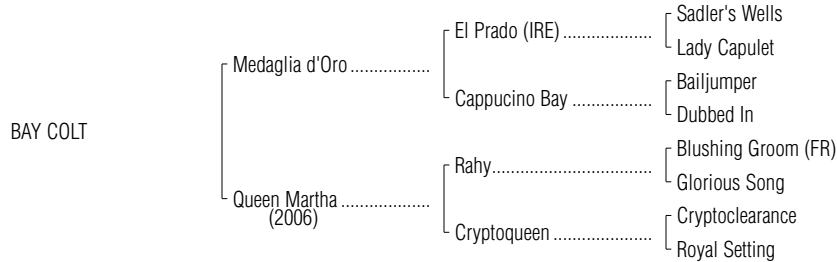 Sadler's Wells
El Prado (IRE) ..................
Lady Capulet
Medaglia d'Oro ................
Bailjumper
Cappucino Bay ................
Dubbed In
BAY COLT
Blushing Groom (FR)
Rahy................................
Glorious Song
Queen Martha ..................
(2006)
Cryptoclearance
Cryptoqueen ....................
Royal Setting